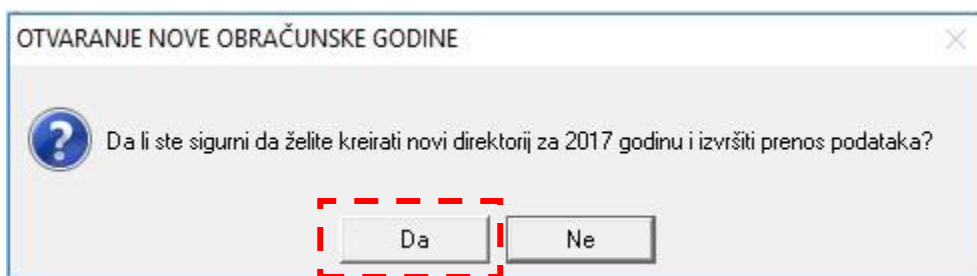 OTVARANJE NOVE OBRAČUNSKE GODINE
Da li ste sigurni da želite kreirati novi direktorij za 2017 godinu i izvršiti prenos podataka?
Da Ne